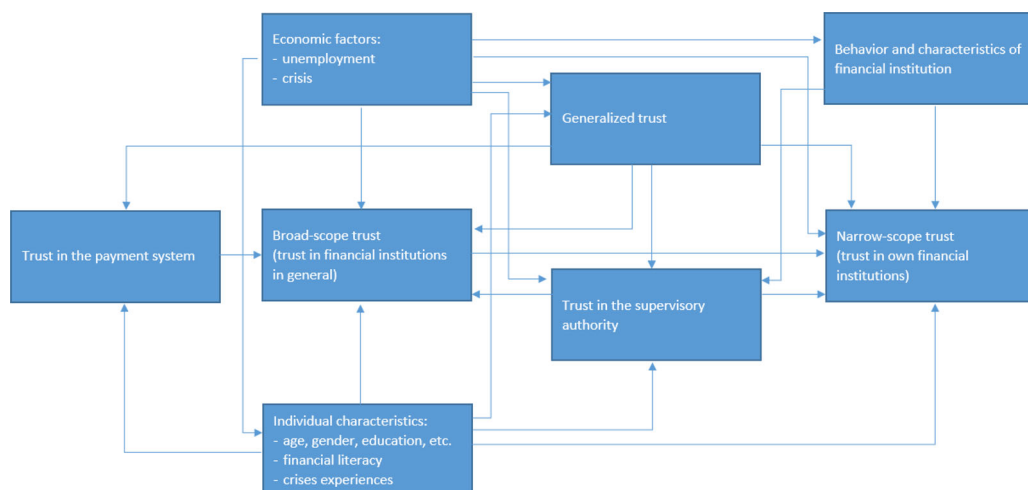 Economic factors:
- unemployment
- crisis
Behavior and characteristics of
financial institution
Generalized trust
Trust in the payment system
Broad-scope trust
(trust in financial institutions
in general)
Narrow-scope trust
(trust in own financial
institutions)
Trust in the supervisory
authority
Individual characteristics:
- age, gender, education, etc.
- financial literacy
- crises experiences